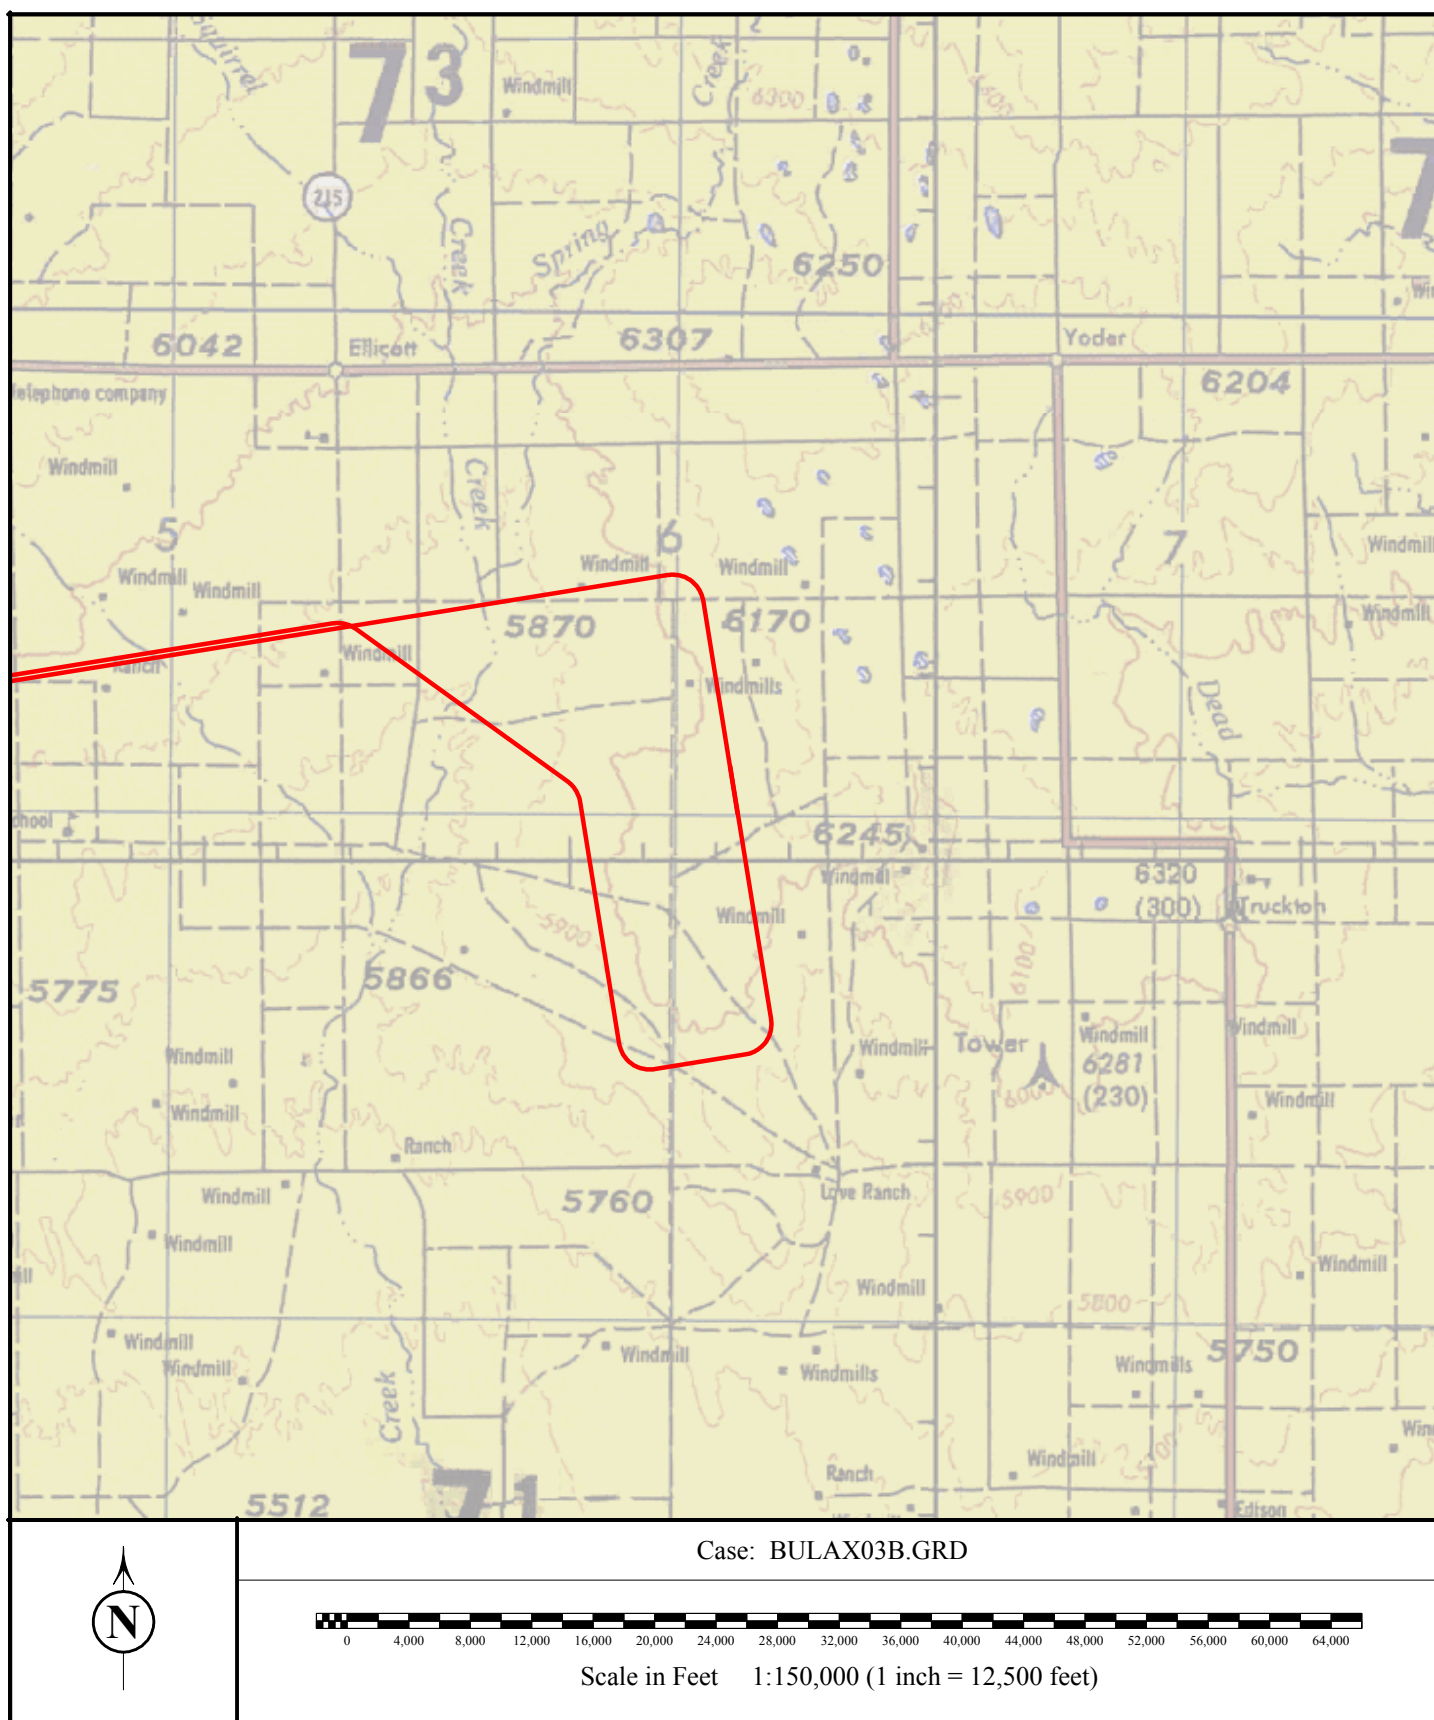 Squirrel
7
3
Windmill
Creek
6300
6400
7
215
Creek
Spring
6250
6042
Ellicott
6307
Yoder
6204
telephone company
Windmill
Creek
5
6
7
Windmill
Windmill
Windmill
Windmill
Windmill
5870
6170
Windmill
Windmill
Ranch
Windmills
Dead
6245
Windmill
6320
(300)
Truckton
Windmill
5900
5866
5775
6100
Windmill
Windmill
Tower
Windmill
Windmill
6281
(230)
6000
Windmill
Windmill
Ranch
Windmill
5760
Love Ranch
5900
Windmill
Windmill
Windmill
5800
Windmill
Windmill
Windmill
Windmills
Windmills
5750
Creek
Windmill
Ranch
71
5512
Edison
Case: BULAX03B.GRD
N
0 4,000 8,000 12,000 16,000 20,000 24,000 28,000 32,000 36,000 40,000 44,000 48,000 52,000 56,000 60,000 64,000
Scale in Feet 1:150,000 (1 inch = 12,500 feet)